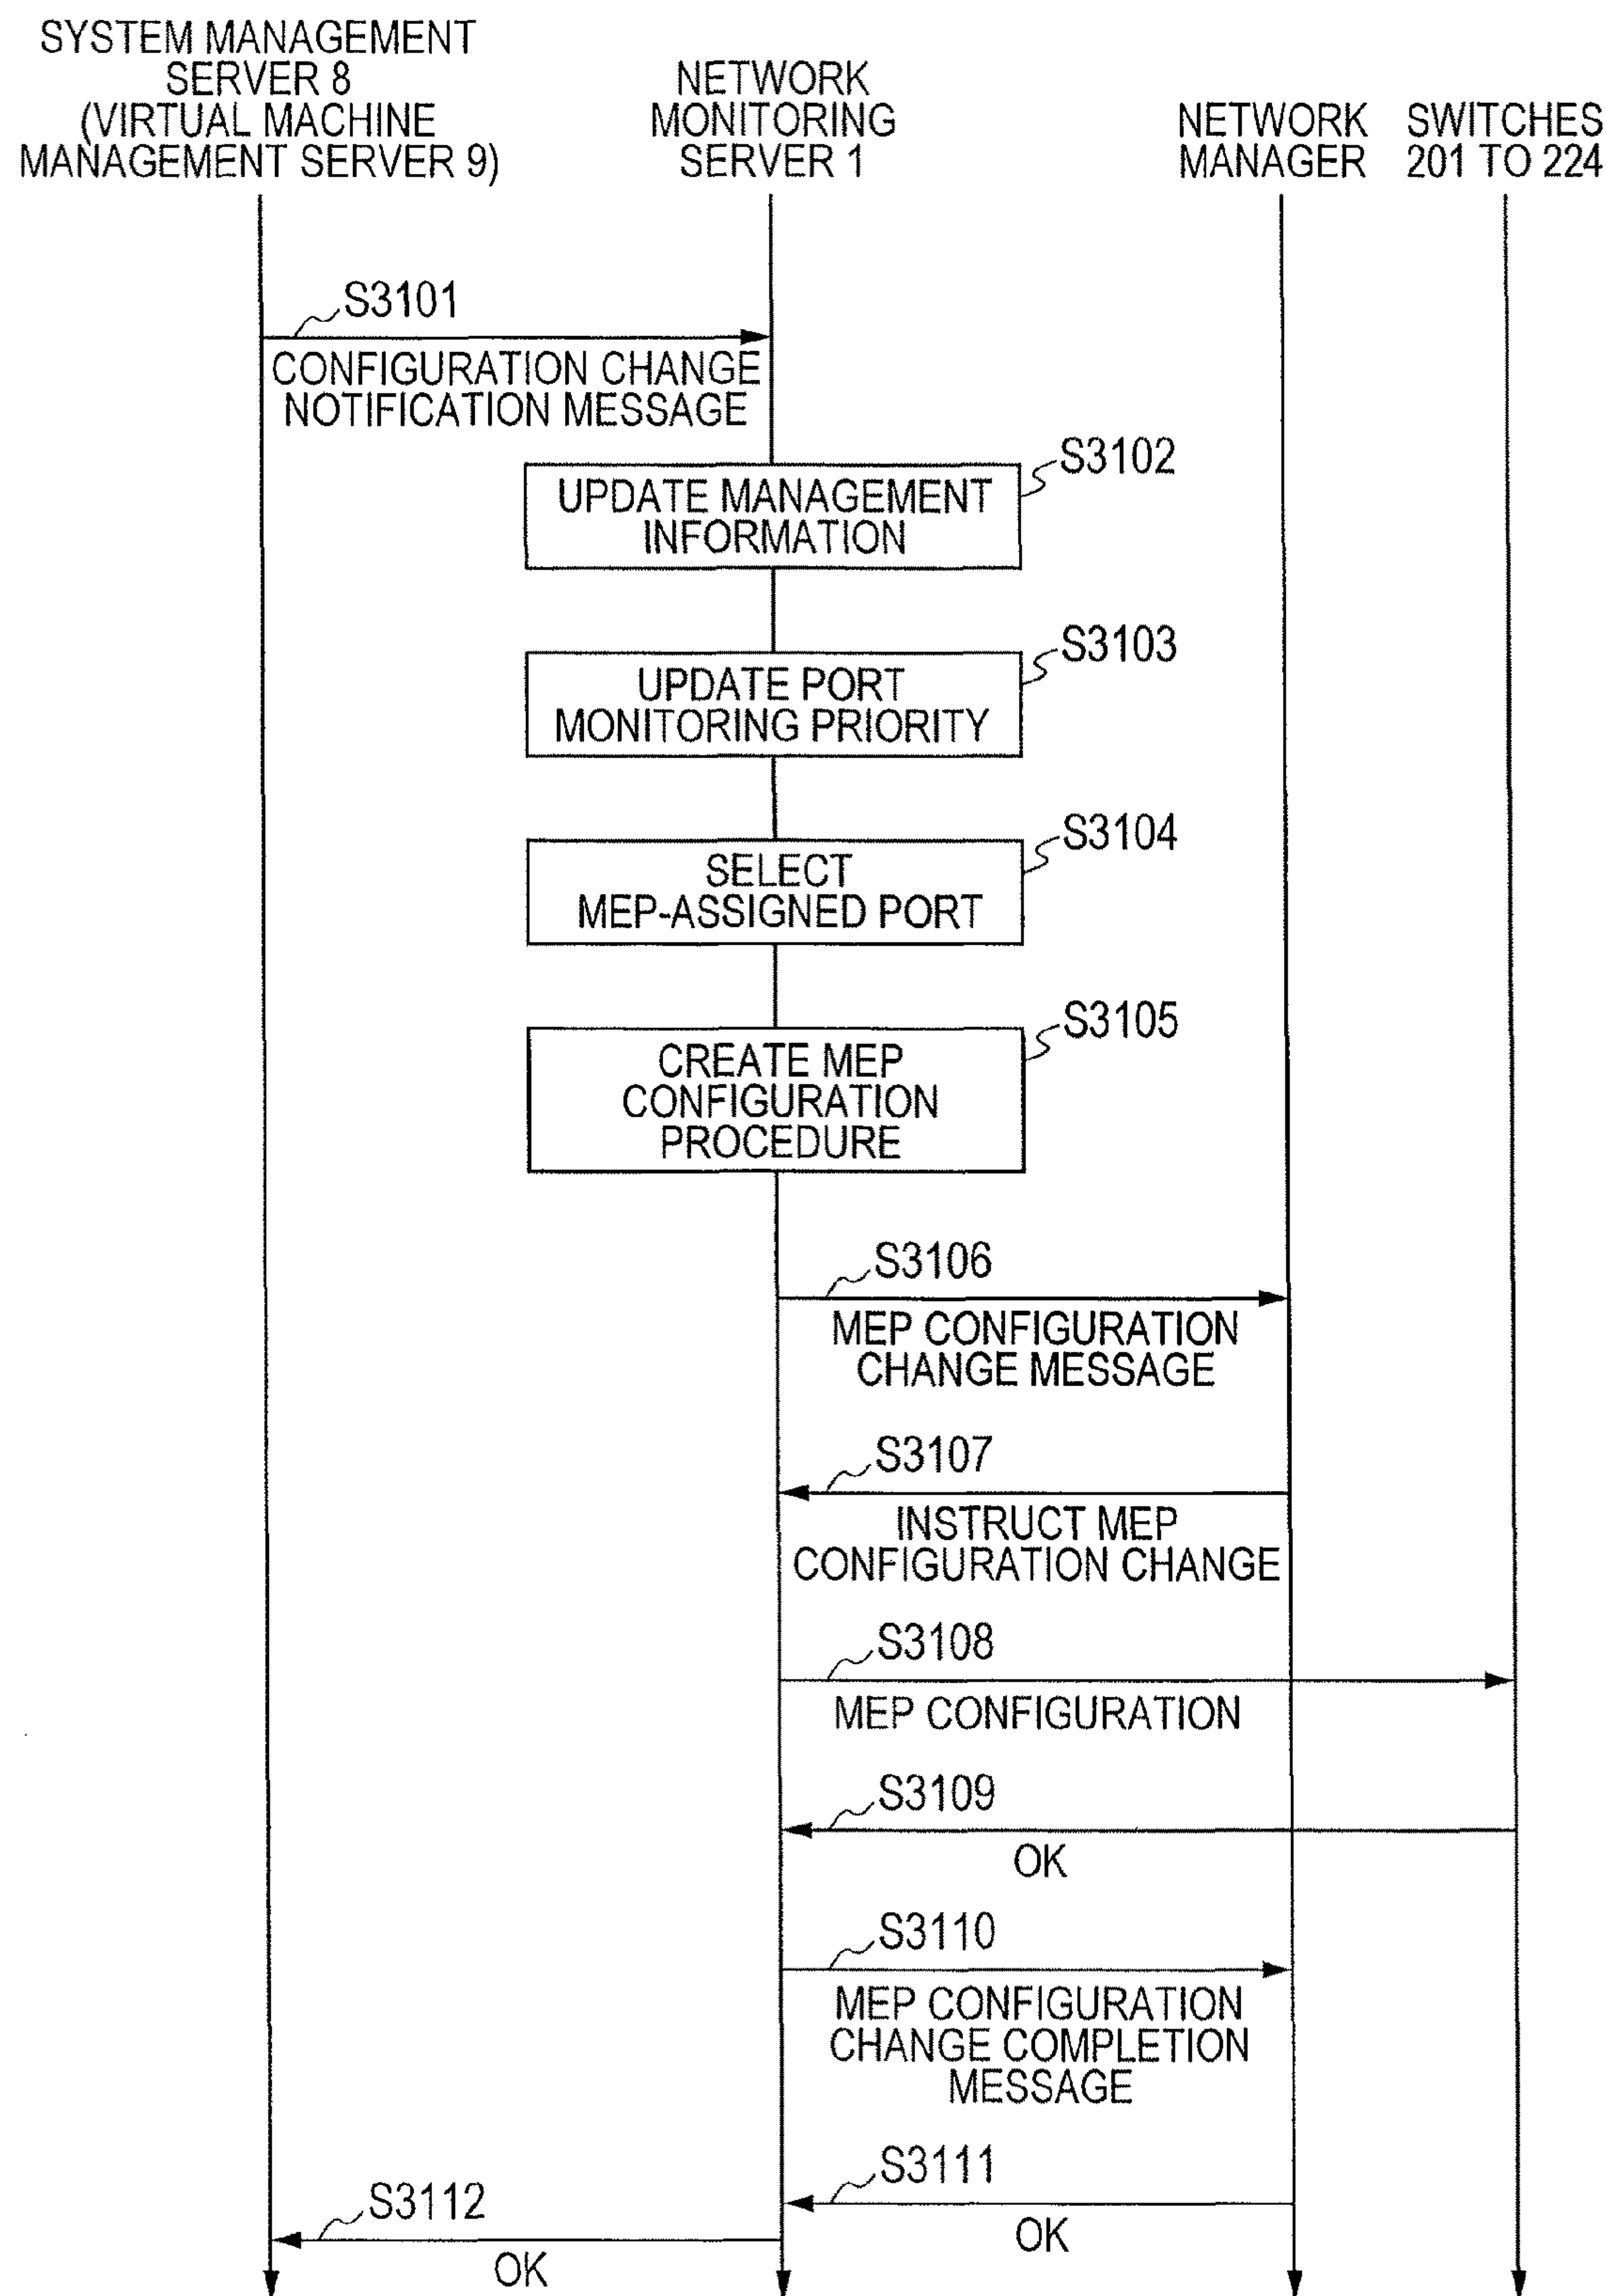 SYSTEM MANAGEMENT
SERVER 8
(VIRTUAL MACHINE
MANAGEMENT SERVER 9)
NETWORK
MONITORING
SERVER 1
NETWORK
MANAGER
SWITCHES
201 TO 224
S3101
CONFIGURATION CHANGE
NOTIFICATION MESSAGE
S3102
UPDATE MANAGEMENT
INFORMATION
S3103
UPDATE PORT
MONITORING PRIORITY
S3104
SELECT
MEP-ASSIGNED PORT
S3105
CREATE MEP
CONFIGURATION
PROCEDURE
S3106
MEP CONFIGURATION
CHANGE MESSAGE
S3107
INSTRUCT MEP
CONFIGURATION CHANGE
S3108
MEP CONFIGURATION
S3109
OK
S3110
MEP CONFIGURATION
CHANGE COMPLETION
MESSAGE
S3111
OK
S3112
OK